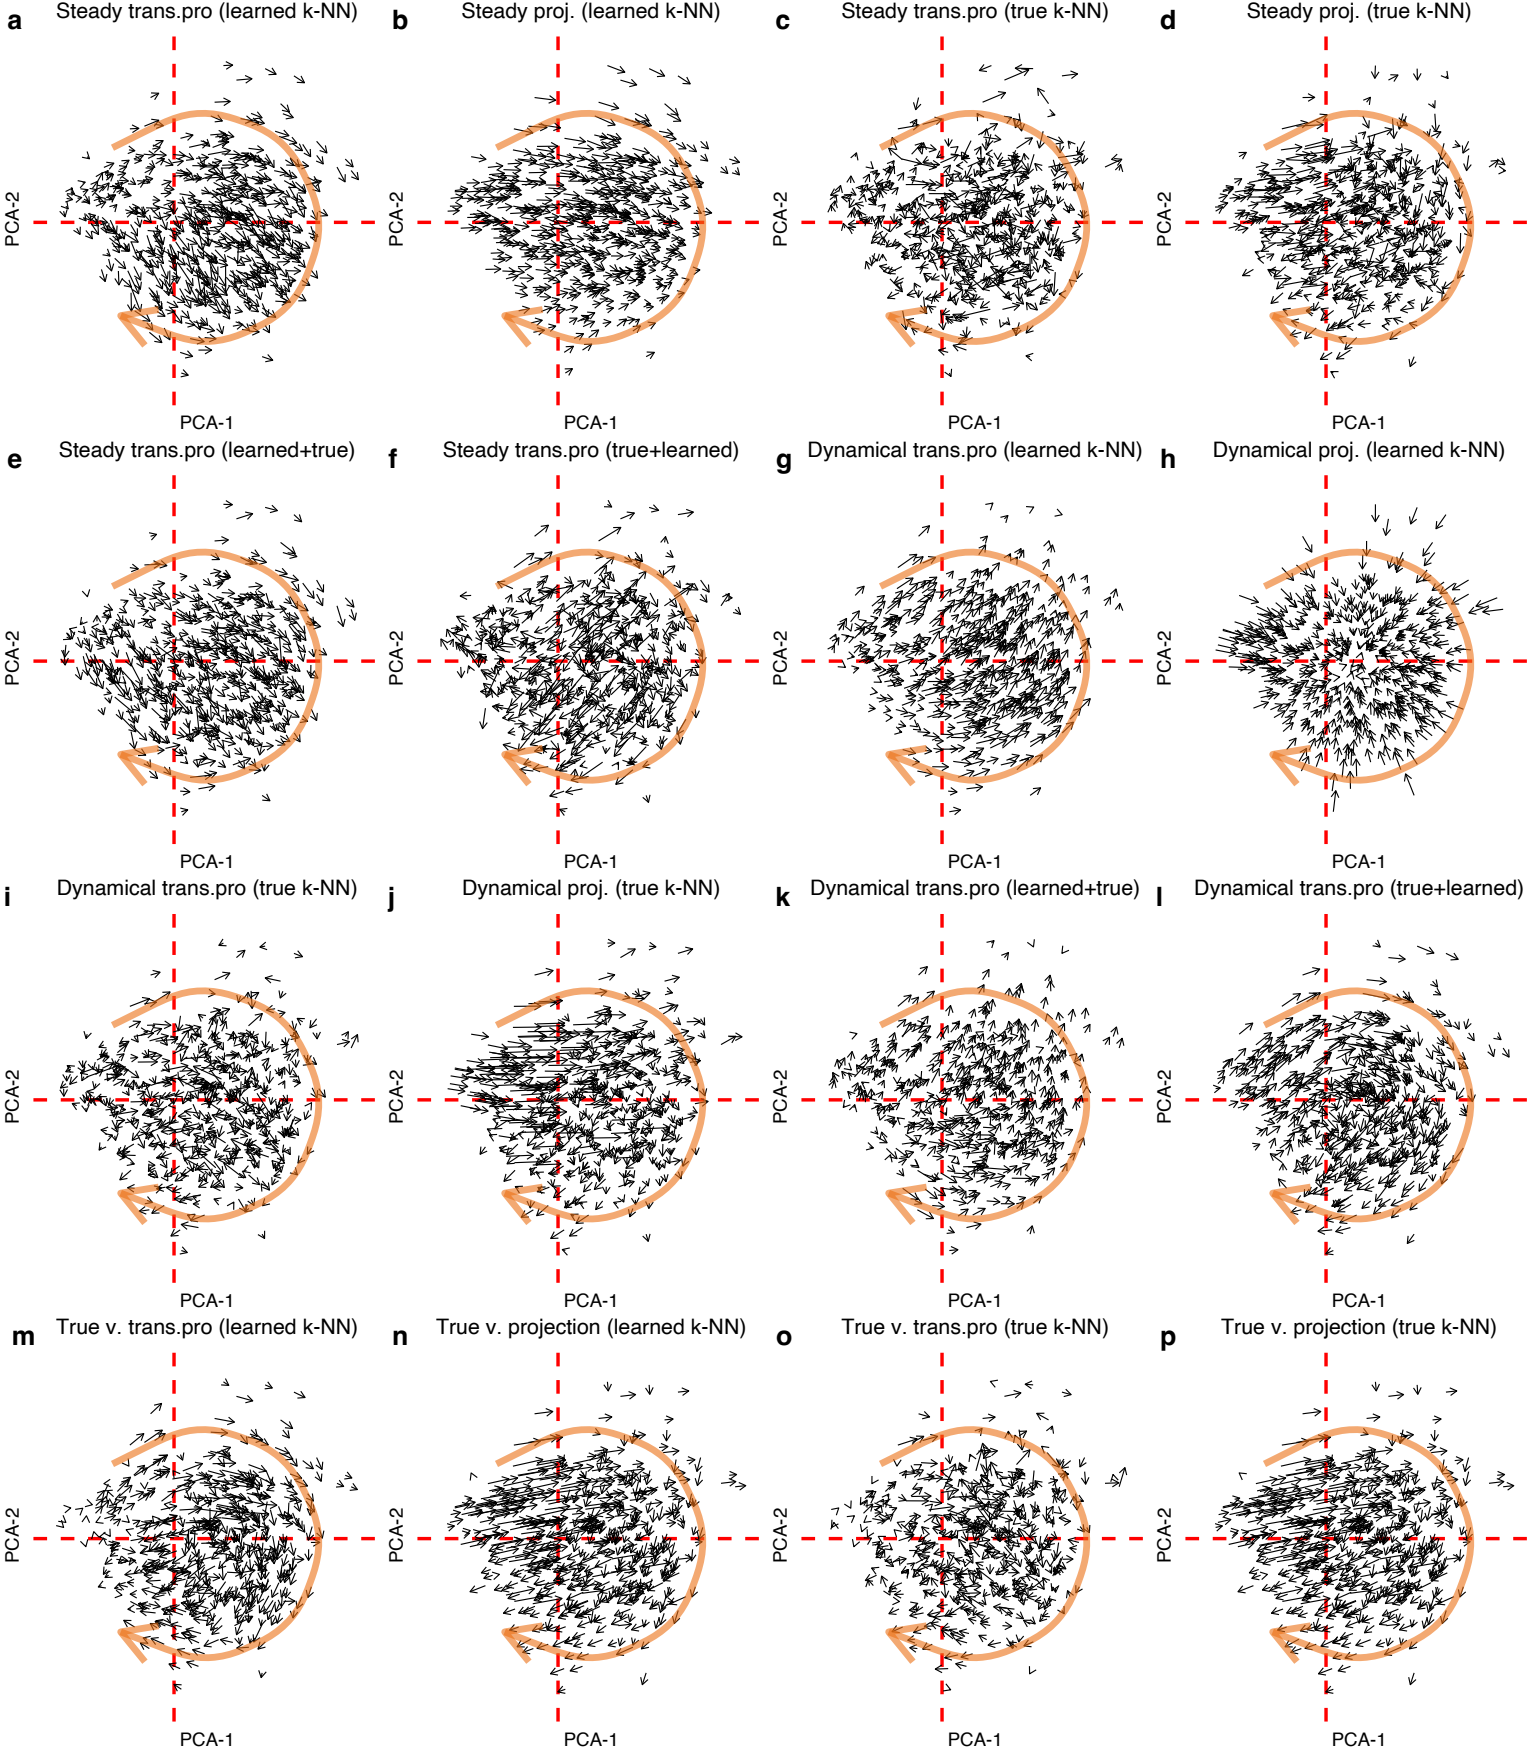 a Steady trans.pro (learned k-NN)
b Steady proj. (learned k-NN)
c Steady trans.pro (true k-NN)
d Steady proj. (true k-NN)
PCA-2
PCA-2
PCA-2
PCA-2
PCA-1
PCA-1
PCA-1
PCA-1
e Steady trans.pro (learned+true)
f Steady trans.pro (true+learned)
g Dynamical trans.pro (learned k-NN)
h Dynamical proj. (learned k-NN)
PCA-2
PCA-2
PCA-2
PCA-2
PCA-1
PCA-1
PCA-1
PCA-1
i Dynamical trans.pro (true k-NN)
j Dynamical proj. (true k-NN)
k Dynamical trans.pro (learned+true)
l Dynamical trans.pro (true+learned)
PCA-2
PCA-2
PCA-2
PCA-2
PCA-1
PCA-1
PCA-1
PCA-1
m True v. trans.pro (learned k-NN)
n True v. projection (learned k-NN)
o True v. trans.pro (true k-NN)
p True v. projection (true k-NN)
PCA-2
PCA-2
PCA-2
PCA-2
PCA-1
PCA-1
PCA-1
PCA-1